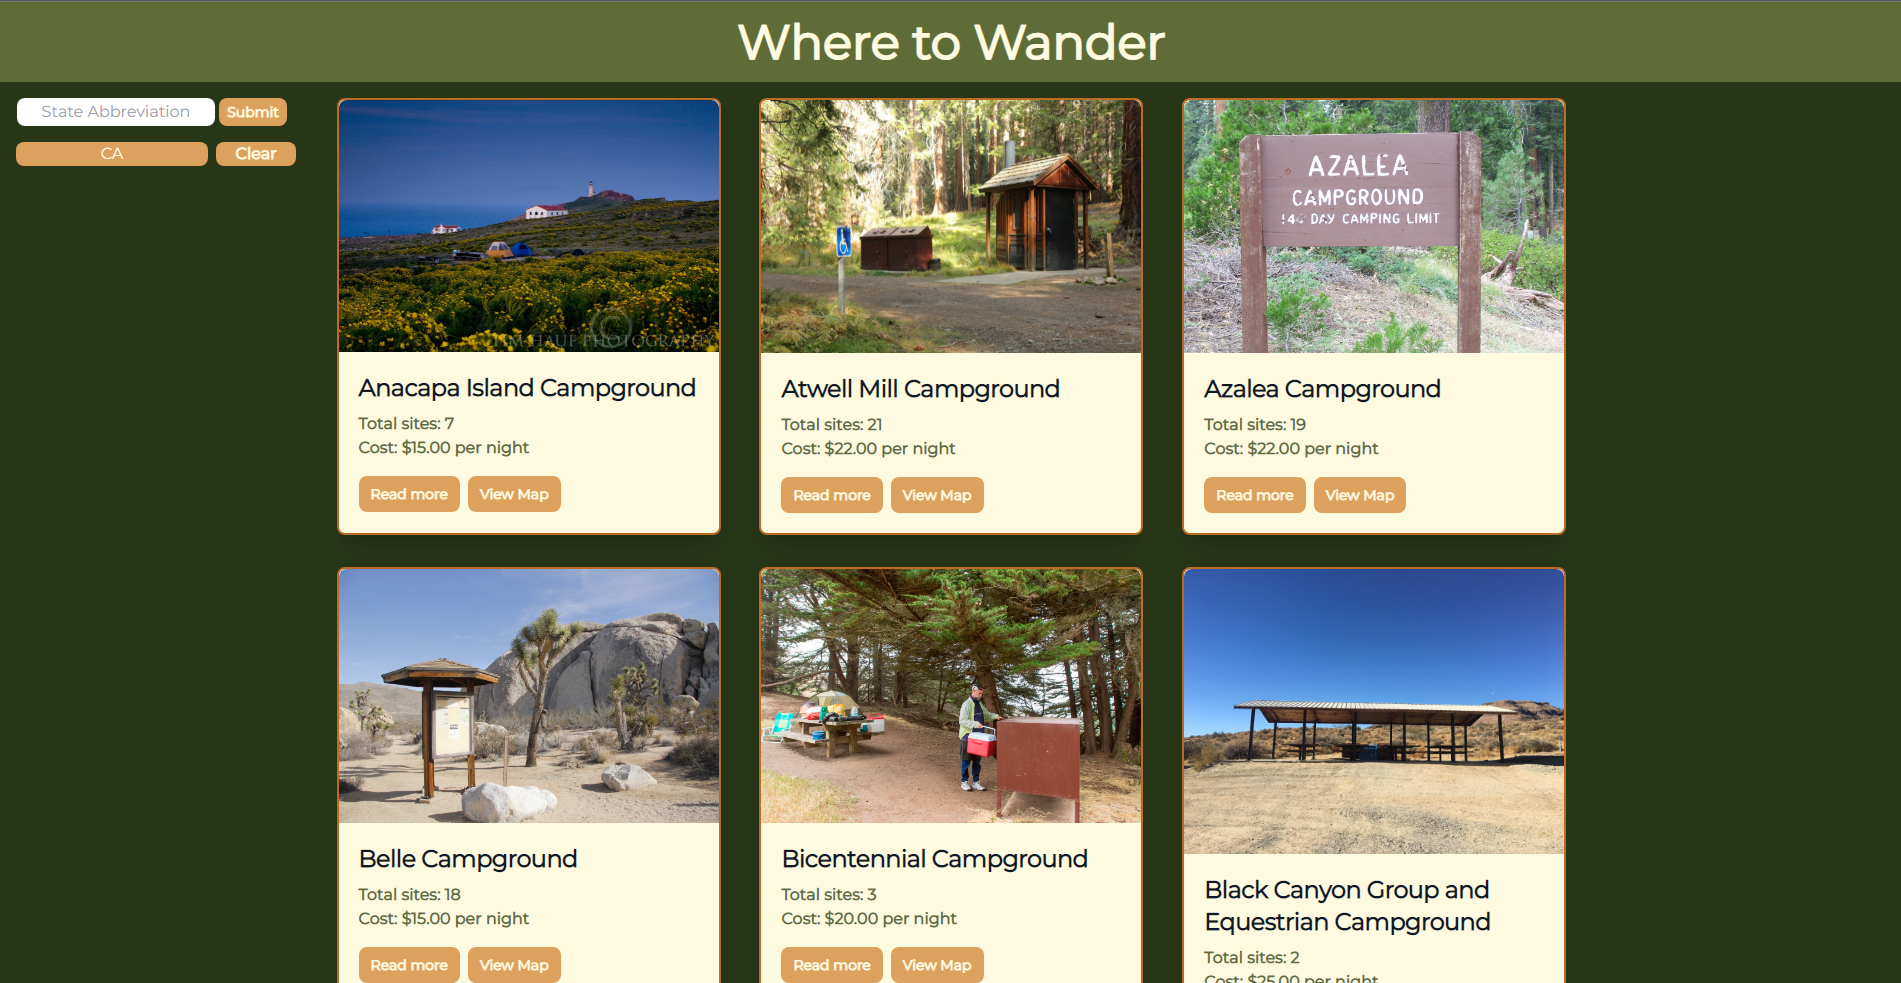 Where to Wander
State Abbreviation
Submit
CA
Clear
HAUF PHOTOGRAPHY
Anacapa Island Campground
Total sites: 7
Cost: $15.00 per night
Read more
View Map
Atwell Mill Campground
Total sites: 21
Cost: $22.00 per night
Read more
View Map
AZALEA
CAMPGROUND
14 DAY CAMPING LIMIT
Azalea Campground
Total sites: 19
Cost: $22.00 per night
Read more
View Map
Belle Campground
Total sites: 18
Cost: $15.00 per night
Read more
View Map
Bicentennial Campground
Total sites: 3
Cost: $20.00 per night
Read more
View Map
Black Canyon Group and
Equestrian Campground
Total sites: 2
Cost: $25.00 per night